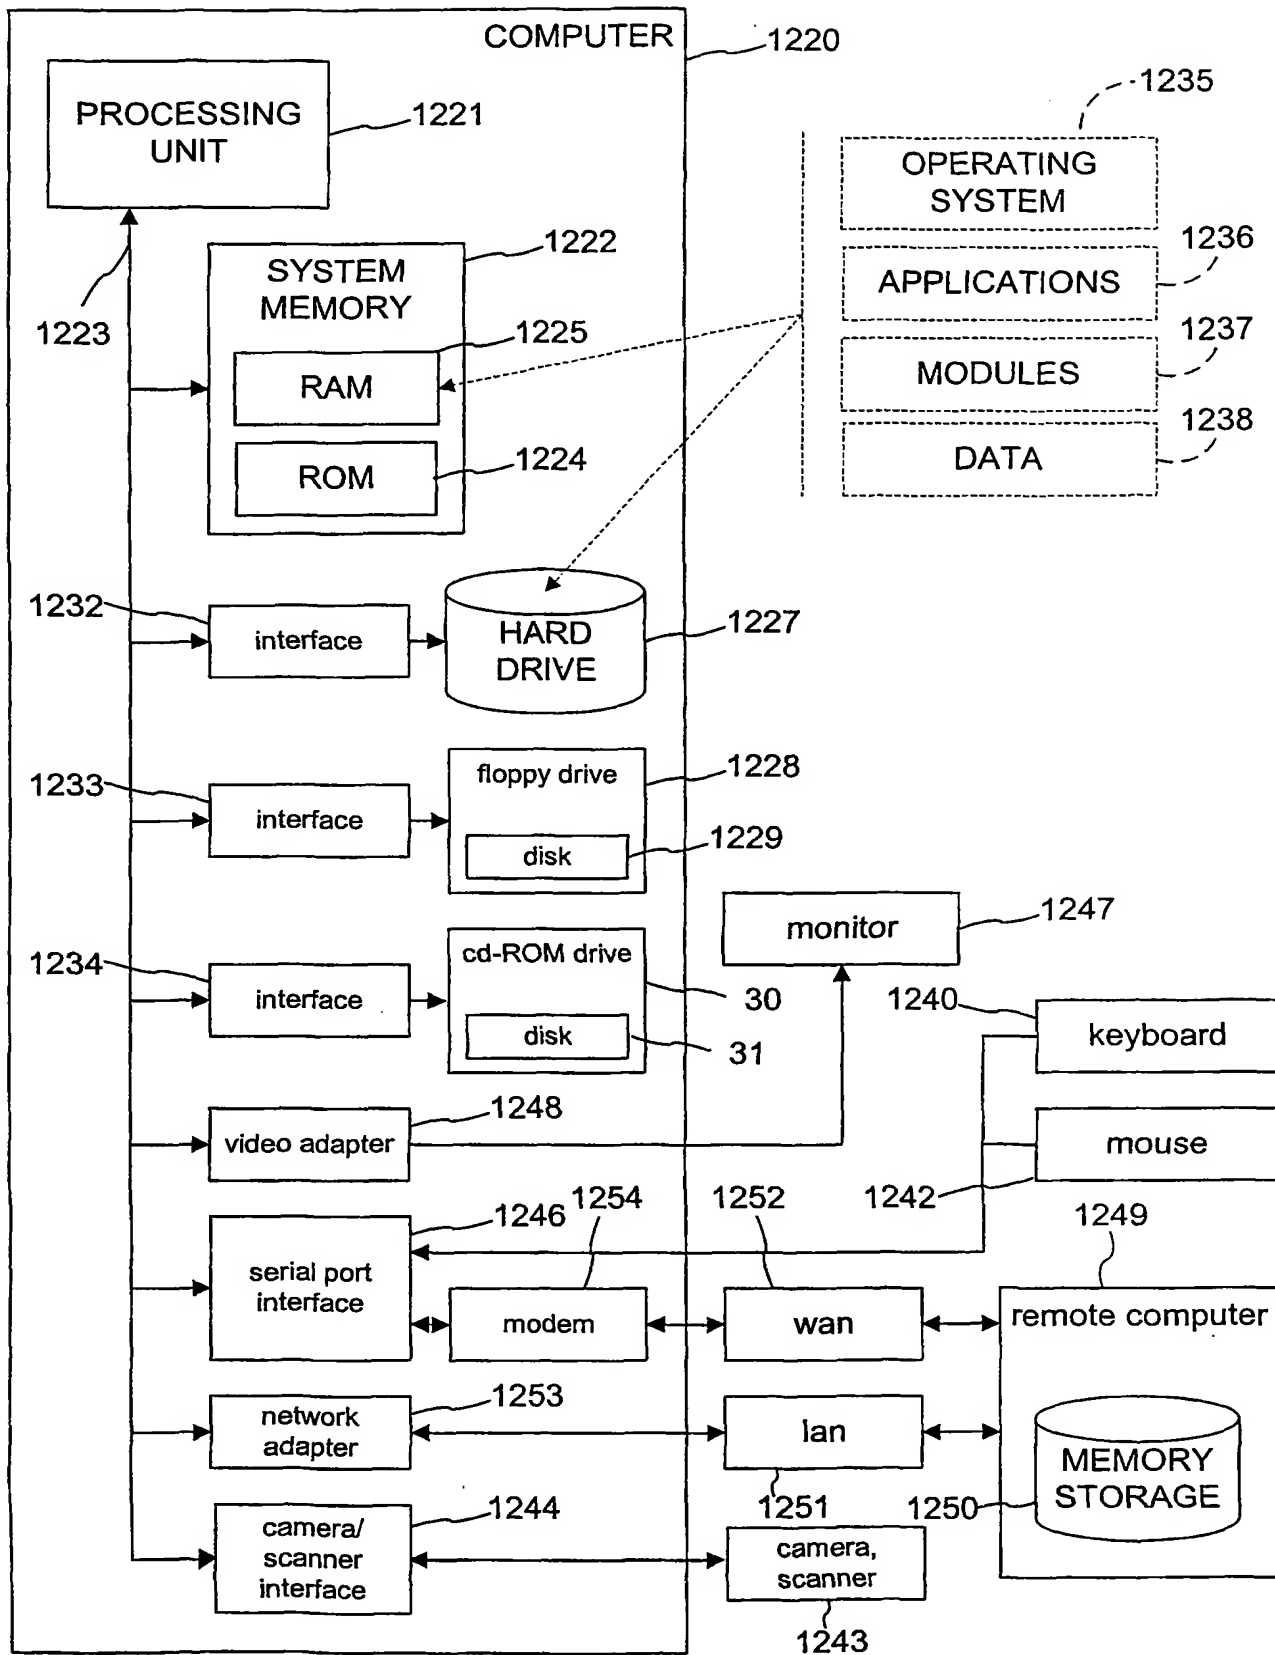 COMPUTER
1220
PROCESSING
UNIT
1221
1223
SYSTEM
MEMORY
1222
RAM
1225
ROM
1224
1235
OPERATING
SYSTEM
1236
APPLICATIONS
1237
MODULES
1238
DATA
1232
interface
HARD
DRIVE
1227
1233
interface
floppy drive
1228
disk
1229
1234
interface
cd-ROM drive
30
disk
31
monitor
1247
1240
keyboard
mouse
1242
video adapter
1248
serial port
interface
1246
1254
modem
1252
wan
1249
remote computer
MEMORY
STORAGE
1250
network
adapter
1253
lan
1251
camera/
scanner
interface
1244
camera,
scanner
1243